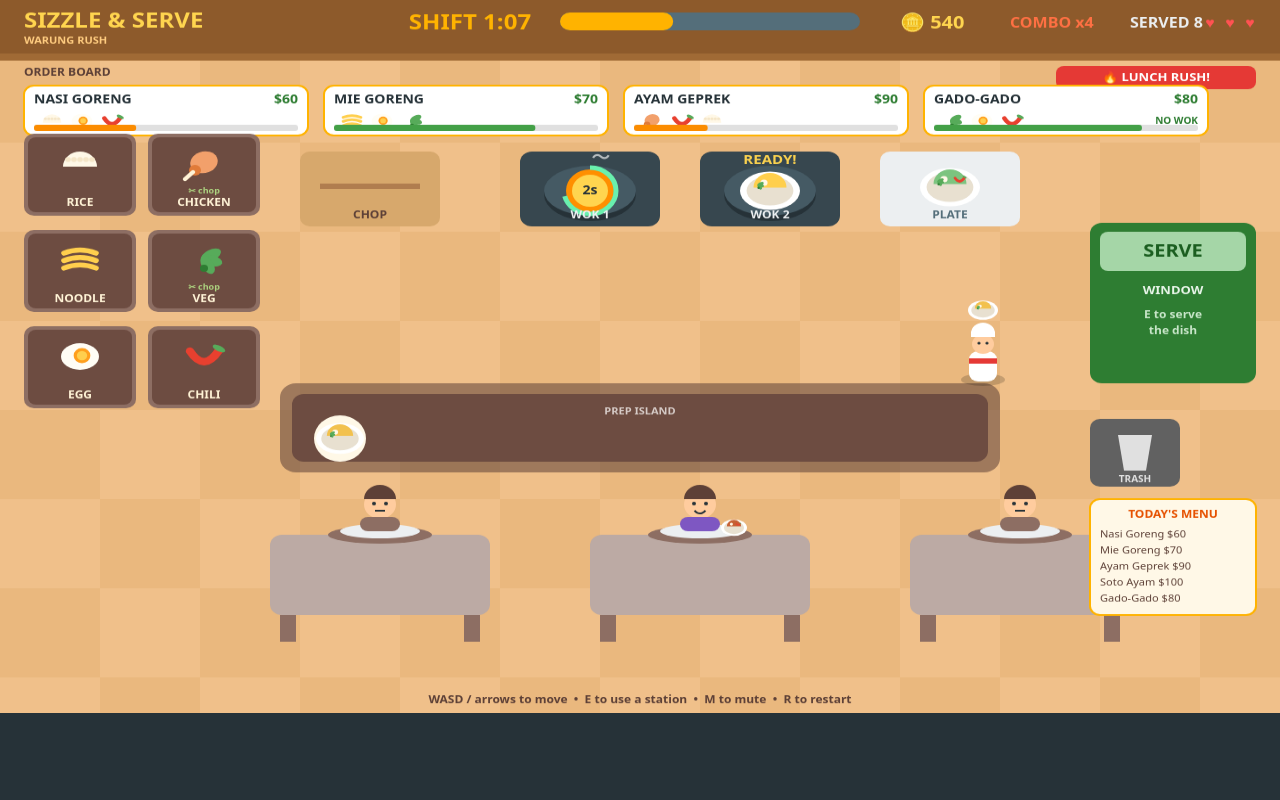 SIZZLE & SERVE
WARUNG RUSH
SHIFT 1:07
540
COMBO x4
SERVED 8
ORDER BOARD
LUNCH RUSH!
NASI GORENG $60
MIE GORENG $70
AYAM GEPREK $90
GADO-GADO $80
NO WOK
RICE
chop
CHICKEN
CHOP
2s
WOK 1
READY!
WOK 2
PLATE
NOODLE
chop
VEG
SERVE
WINDOW
E to serve
the dish
EGG
CHILI
PREP ISLAND
TRASH
TODAY'S MENU
Nasi Goreng $60
Mie Goreng $70
Ayam Geprek $90
Soto Ayam $100
Gado-Gado $80
WASD / arrows to move • E to use a station • M to mute • R to restart